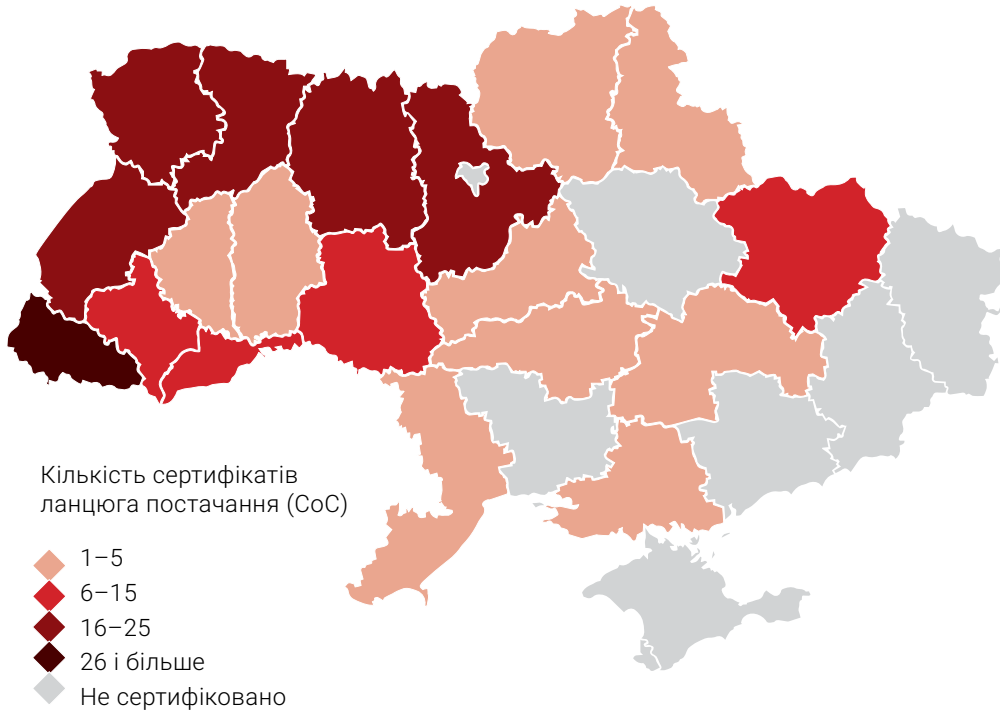 Кількість сертифікатів
ланцюга постачання (CoC)
1–5
6–15
16–25
26 і більше
Не сертифіковано